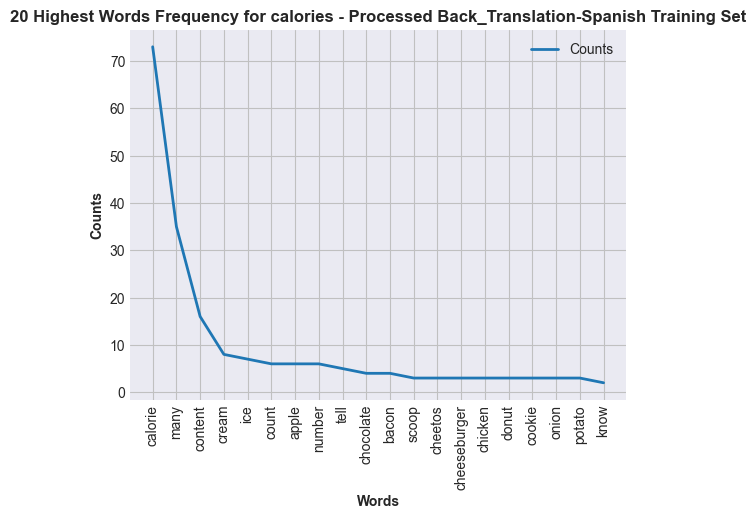 20 Highest Words Frequency for calories - Processed Back_Translation-Spanish Training Set
Counts
Counts
70
60
50
40
30
20
10
0
calorie
many
content
cream
ice
count
apple
number
tell
chocolate
bacon
scoop
cheetos
cheeseburger
chicken
donut
cookie
onion
potato
know
Words